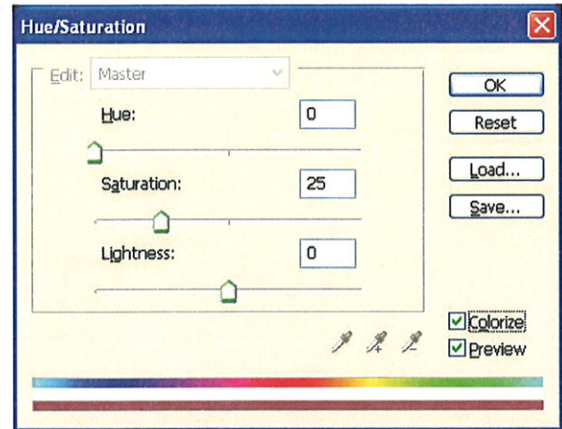 Hue/Saturation
Edit: Master
Hue: 0
Saturation: 25
Lightness: 0
OK
Reset
Load...
Save...
Colorize
Preview